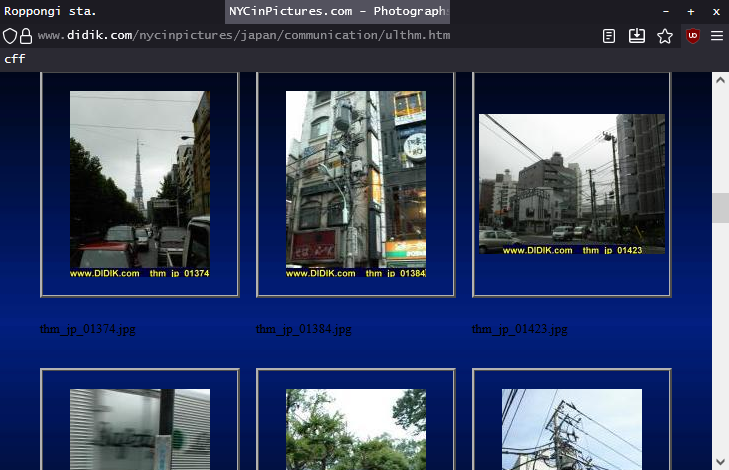 Roppongi sta.
NYCinPictures.com - Photograph
- + x
www.didik.com/nycinpictures/japan/communication/ulthm.htm
cff
www.DIDIK.com thm_jp_01374
www.DIDIK.com thm_jp_01384
www.DIDIK.com thm_jp_01423
thm_jp_01374.jpg
thm_jp_01384.jpg
thm_jp_01423.jpg